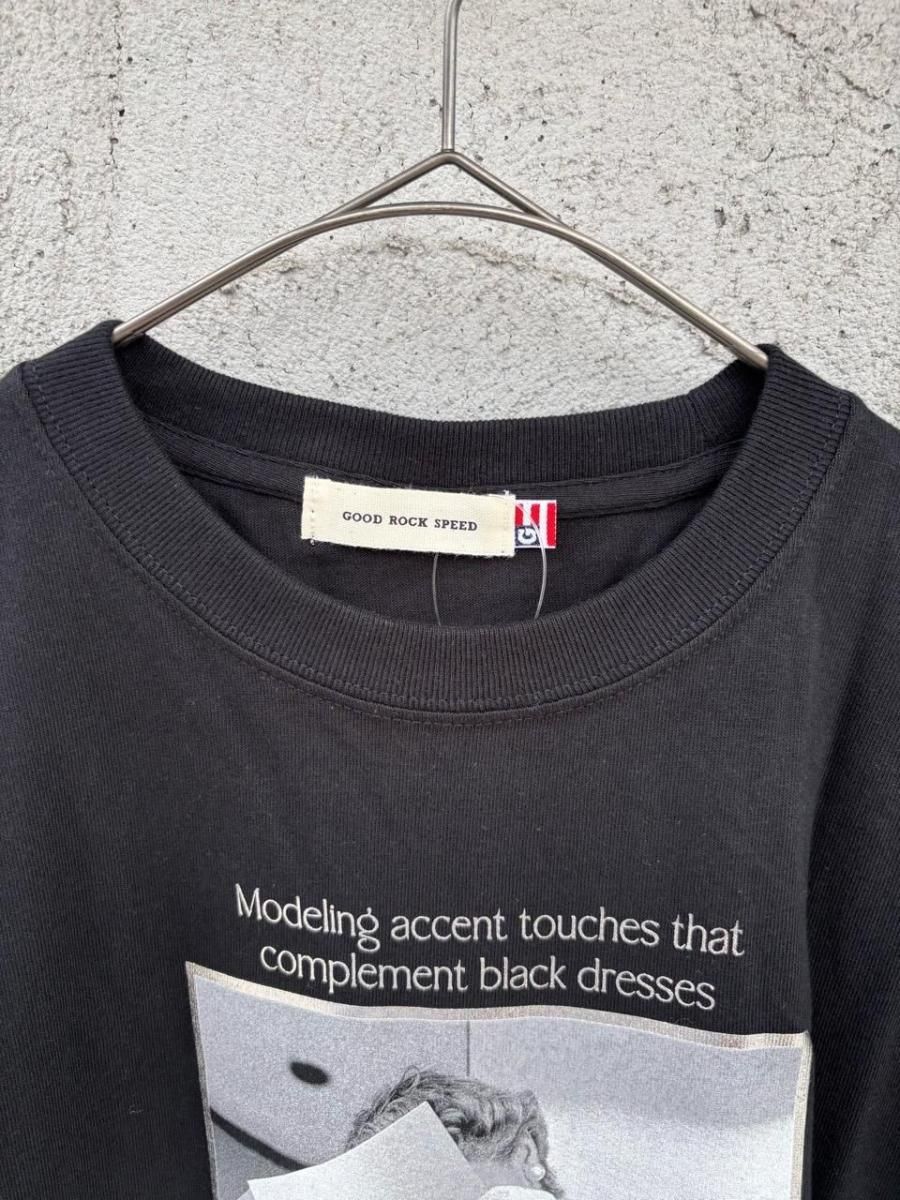 GOOD ROCK SPEED
G
Modeling accent touches that
complement black dresses